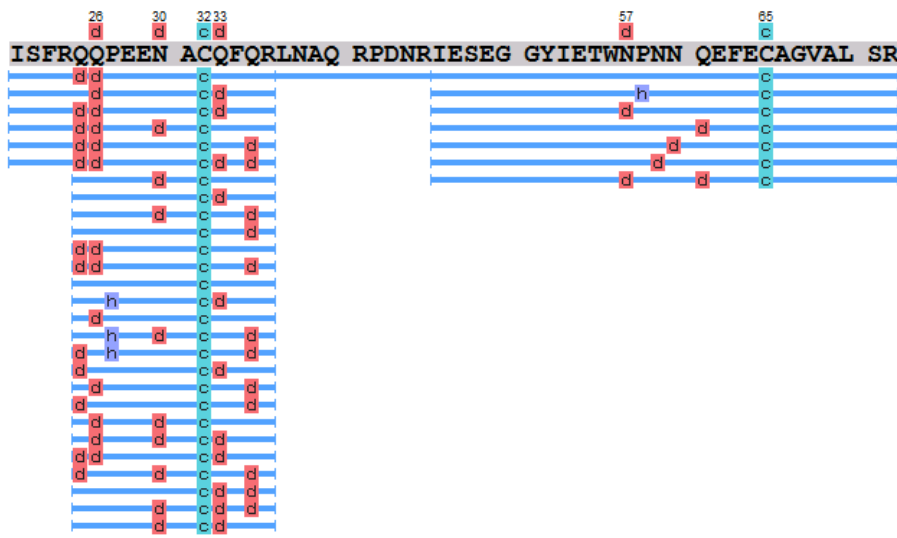 26 30 32 33 57 65
d d c d d c
ISFRQQPEEN ACQFQRLNAQ RPDNRIESEG GYIETWNPNN QEFECAGVAL SR
d d c c
d c d h c
d d c d d c
d d d c d c
d d c d d c
d d c d d d c
d c d d c
c d
d c d
c d
d d c
d d c d
c
h c d
d c
h d c d
d h c d
d c d
d c d
d c d
d d c
d d c d
d d c d
d d c d
c d d
d c d d
d c d